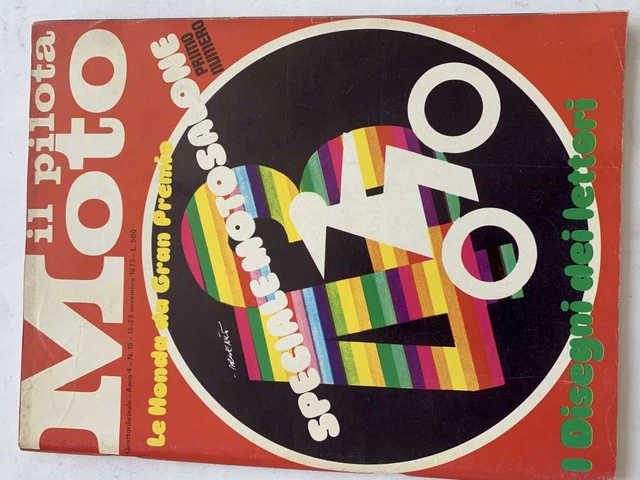 il pilota
Moto
Quattordicinale - Anno 4 - N. 15 - 15-29 novembre 1973 - L. 500
Le Honda da Gran Premio
SPECIALE MOTOSALONE
PRIMO
NUMERO
I Disegni dei lettori